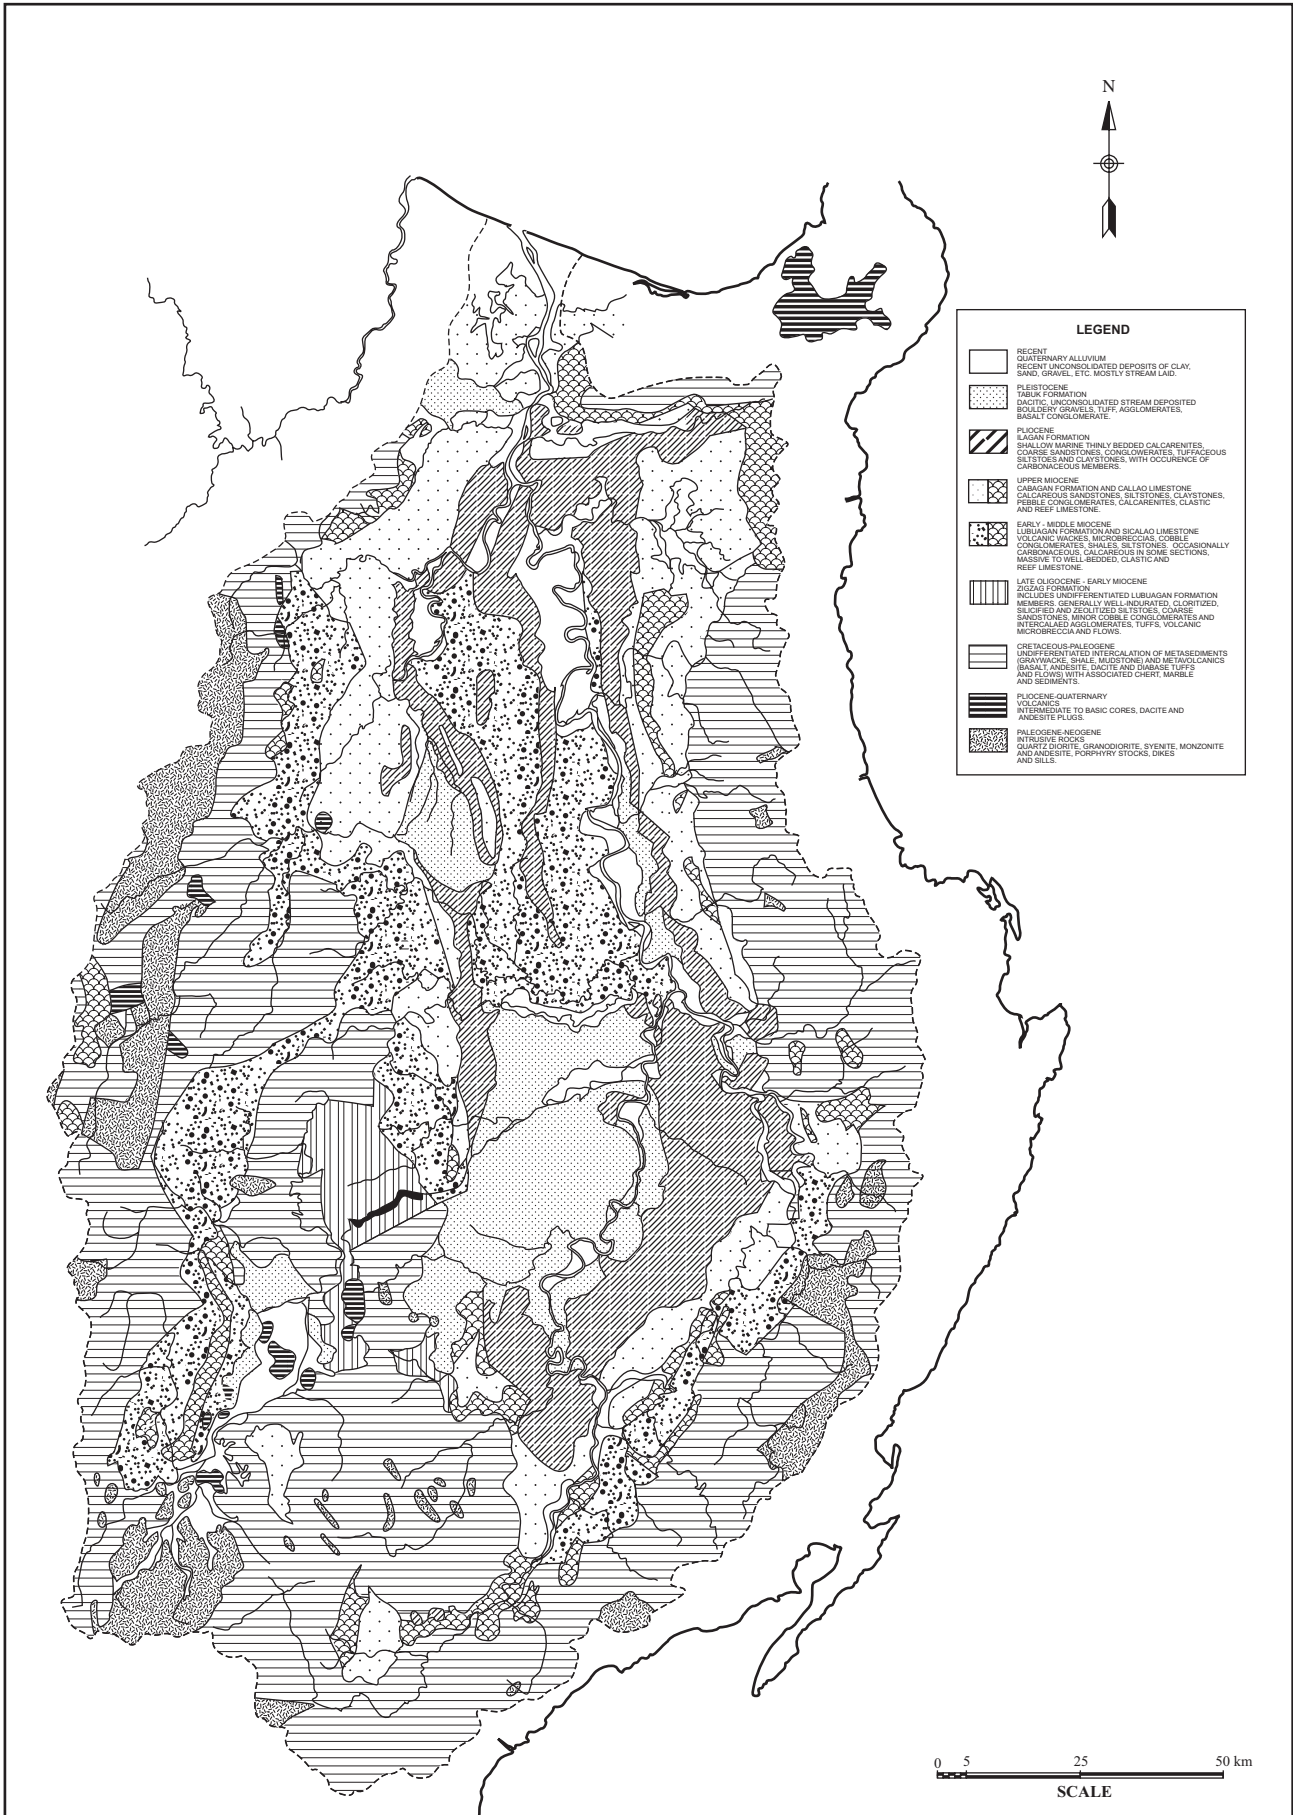 N
LEGEND
RECENT
QUATERNARY ALLUVIUM
RECENT UNCONSOLIDATED DEPOSITS OF CLAY,
SAND, GRAVEL, ETC. MOSTLY STREAM LAID.
PLEISTOCENE
TABUK FORMATION
DACITIC, UNCONSOLIDATED STREAM DEPOSITED
BOULDERY GRAVELS, TUFF, AGGLOMERATES,
BASALT CONGLOMERATE.
PLIOCENE
ILAGAN FORMATION
SHALLOW MARINE THINLY BEDDED CALCARENITES,
COARSE SANDSTONES, CONGLOWERATES, TUFFACEOUS
SILTSTOES AND CLAYSTONES, WITH OCCURENCE OF
CARBONACEOUS MEMBERS.
UPPER MIOCENE
CABAGAN FORMATION AND CALLAO LIMESTONE
CALCAREOUS SANDSTONES, SILTSTONES, CLAYSTONES,
PEBBLE CONGLOMERATES, CALCARENITES, CLASTIC
AND REEF LIMESTONE.
EARLY - MIDDLE MIOCENE
LUBUAGAN FORMATION AND SICALAO LIMESTONE
VOLCANIC WACKES, MICROBRECCIAS, COBBLE
CONGLOMERATES, SHALES, SILTSTONES. OCCASIONALLY
CARBONACEOUS, CALCAREOUS IN SOME SECTIONS,
MASSIVE TO WELL-BEDDED, CLASTIC AND
REEF LIMESTONE.
LATE OLIGOCENE - EARLY MIOCENE
ZIGZAG FORMATION
INCLUDES UNDIFFERENTIATED LUBUAGAN FORMATION
MEMBERS. GENERALLY WELL-INDURATED, CLORITIZED,
SILICIFIED AND ZEOLITIZED SILTSTOES, COARSE
SANDSTONES, MINOR COBBLE CONGLOMERATES AND
INTERCALAED AGGLOMERATES, TUFFS, VOLCANIC
MICROBRECCIA AND FLOWS.
CRETACEOUS-PALEOGENE
UNDIFFERENTIATED INTERCALATION OF METASEDIMENTS
(GRAYWACKE, SHALE, MUDSTONE) AND METAVOLCANICS
(BASALT, ANDESITE, DACITE AND DIABASE TUFFS
AND FLOWS) WITH ASSOCIATED CHERT, MARBLE
AND SEDIMENTS.
PLIOCENE-QUATERNARY
VOLCANICS
INTERMEDIATE TO BASIC CORES, DACITE AND
ANDESITE PLUGS.
PALEOGENE-NEOGENE
INTRUSIVE ROCKS
QUARTZ DIORITE, GRANODIORITE, SYENITE, MONZONITE
AND ANDESITE, PORPHYRY STOCKS, DIKES
AND SILLS.
0 5 25 50 km
SCALE